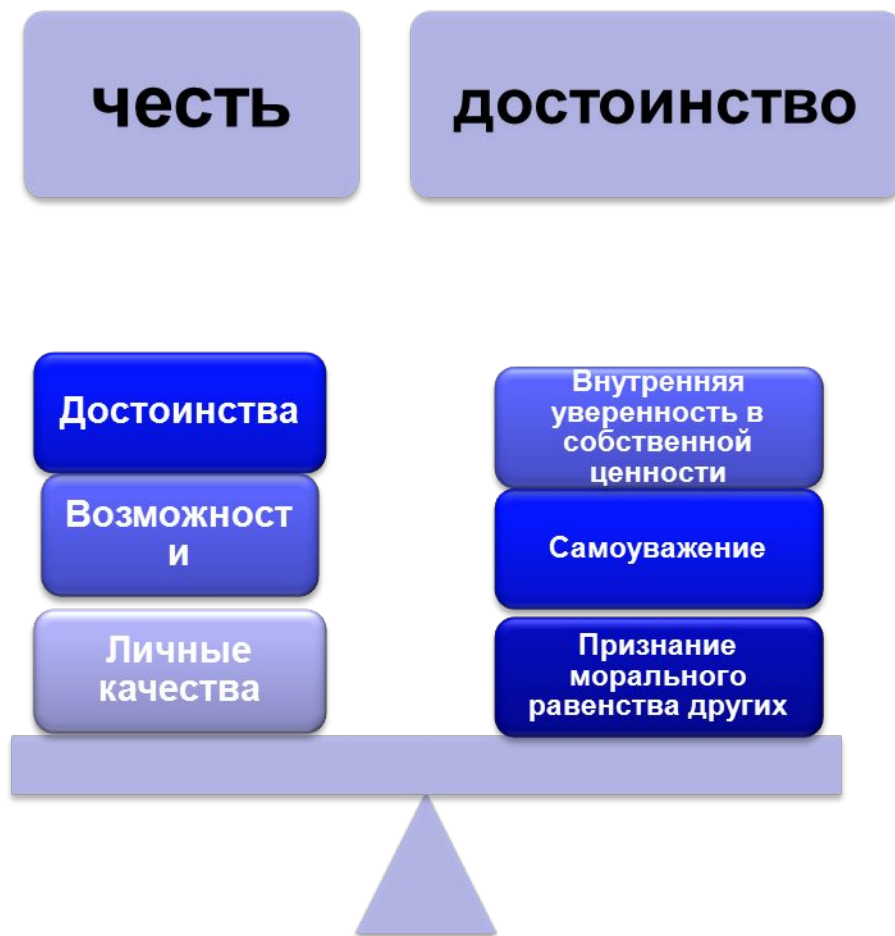 честь
достоинство
Достоинства
Возможност
и
Личные
качества
Внутренняя
уверенность в
собственной
ценности
Самоуважение
Признание
морального
равенства других